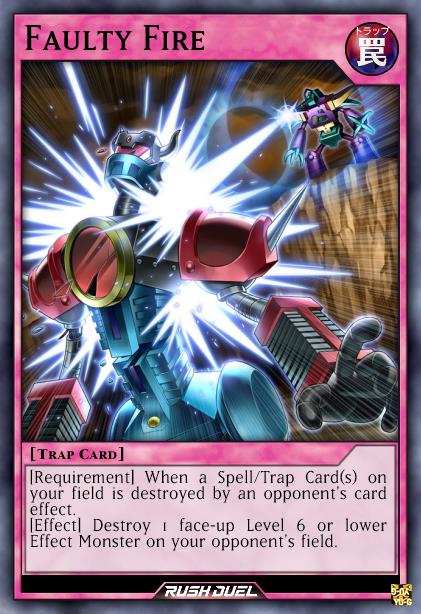 Faulty Fire
トラップ
罠
[Trap Card]
[Requirement] When a Spell/Trap Card(s) on
your field is destroyed by an opponent's card
effect.
[Effect] Destroy 1 face-up Level 6 or lower
Effect Monster on your opponent's field.
RUSH DUEL